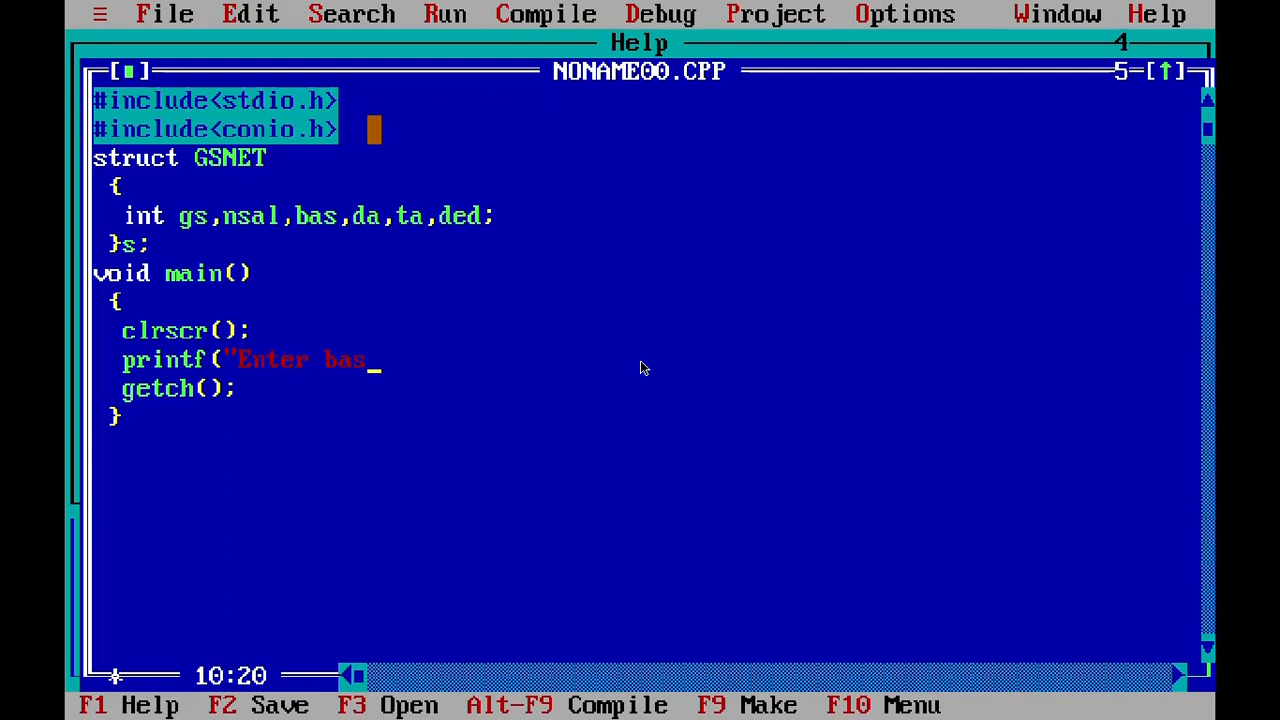 ≡ File Edit Search Run Compile Debug Project Options Window Help
Help 4
[▪] NONAME00.CPP 5=[↑]
#include<stdio.h>
#include<conio.h>
struct GSNET
{
int gs,nsal,bas,da,ta,ded;
}s;
void main()
{
clrscr();
printf("Enter bas_
getch();
}
* 10:20
F1 Help F2 Save F3 Open Alt-F9 Compile F9 Make F10 Menu